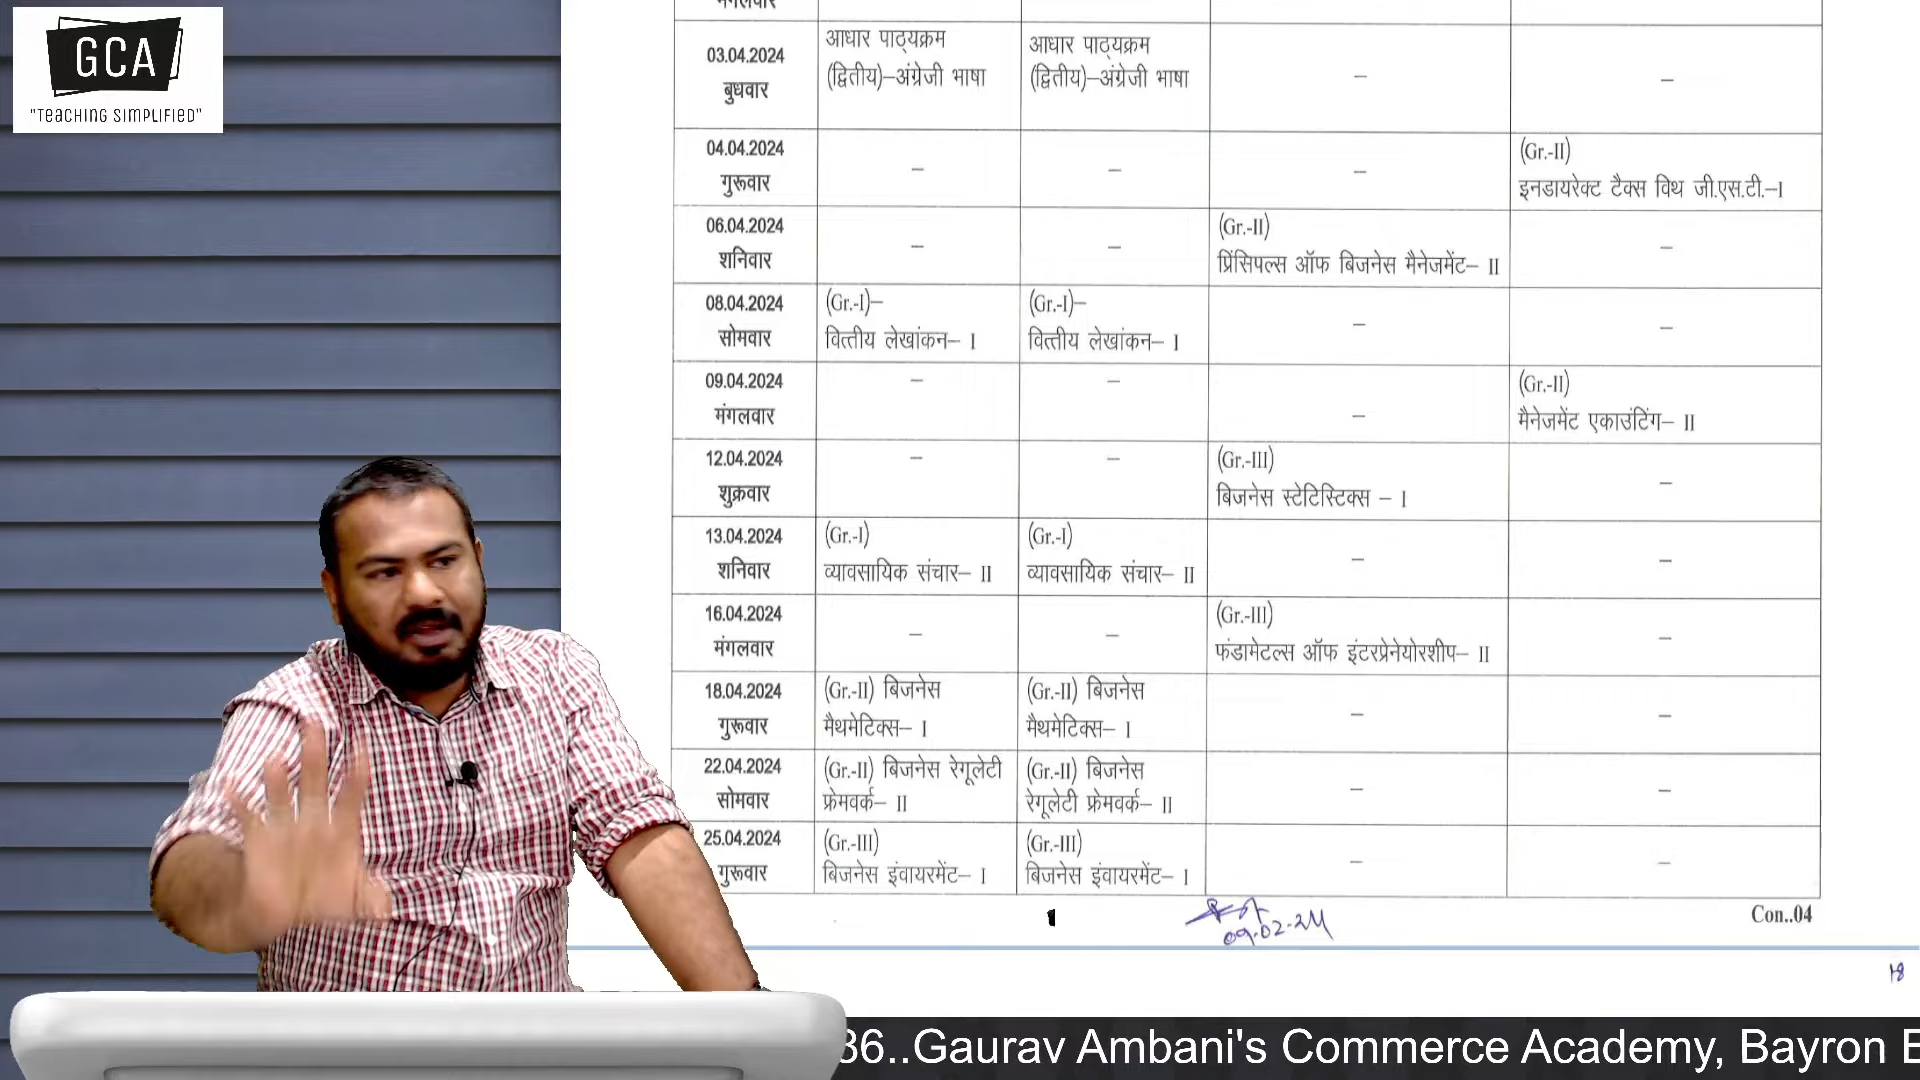 GCA
"Teaching Simplified"
मंगलवार
03.04.2024
बुधवार
आधार पाठ्यक्रम
(द्वितीय)–अंग्रेजी भाषा
आधार पाठ्यक्रम
(द्वितीय)–अंग्रेजी भाषा
–
–
04.04.2024
गुरूवार
–
–
–
(Gr.-II)
इनडायरेक्ट टैक्स विथ जी.एस.टी.–I
06.04.2024
शनिवार
–
–
(Gr.-II)
प्रिंसिपल्स ऑफ बिजनेस मैनेजमेंट– II
–
08.04.2024
सोमवार
(Gr.-I)–
वित्तीय लेखांकन– I
(Gr.-I)–
वित्तीय लेखांकन– I
–
–
09.04.2024
मंगलवार
–
–
–
(Gr.-II)
मैनेजमेंट एकाउंटिंग– II
12.04.2024
शुक्रवार
–
–
(Gr.-III)
बिजनेस स्टेटिस्टिक्स – I
–
13.04.2024
शनिवार
(Gr.-I)
व्यावसायिक संचार– II
(Gr.-I)
व्यावसायिक संचार– II
–
–
16.04.2024
मंगलवार
–
–
(Gr.-III)
फंडामेटल्स ऑफ इंटरप्रेनेयोरशीप– II
–
18.04.2024
गुरूवार
(Gr.-II) बिजनेस
मैथमेटिक्स– I
(Gr.-II) बिजनेस
मैथमेटिक्स– I
–
–
22.04.2024
सोमवार
(Gr.-II) बिजनेस रेगूलेटी
फ्रेमवर्क– II
(Gr.-II) बिजनेस
रेगूलेटी फ्रेमवर्क– II
–
–
25.04.2024
गुरूवार
(Gr.-III)
बिजनेस इंवायरमेंट– I
(Gr.-III)
बिजनेस इंवायरमेंट– I
–
–
09.02.24
Con..04
18
36..Gaurav Ambani's Commerce Academy, Bayron B